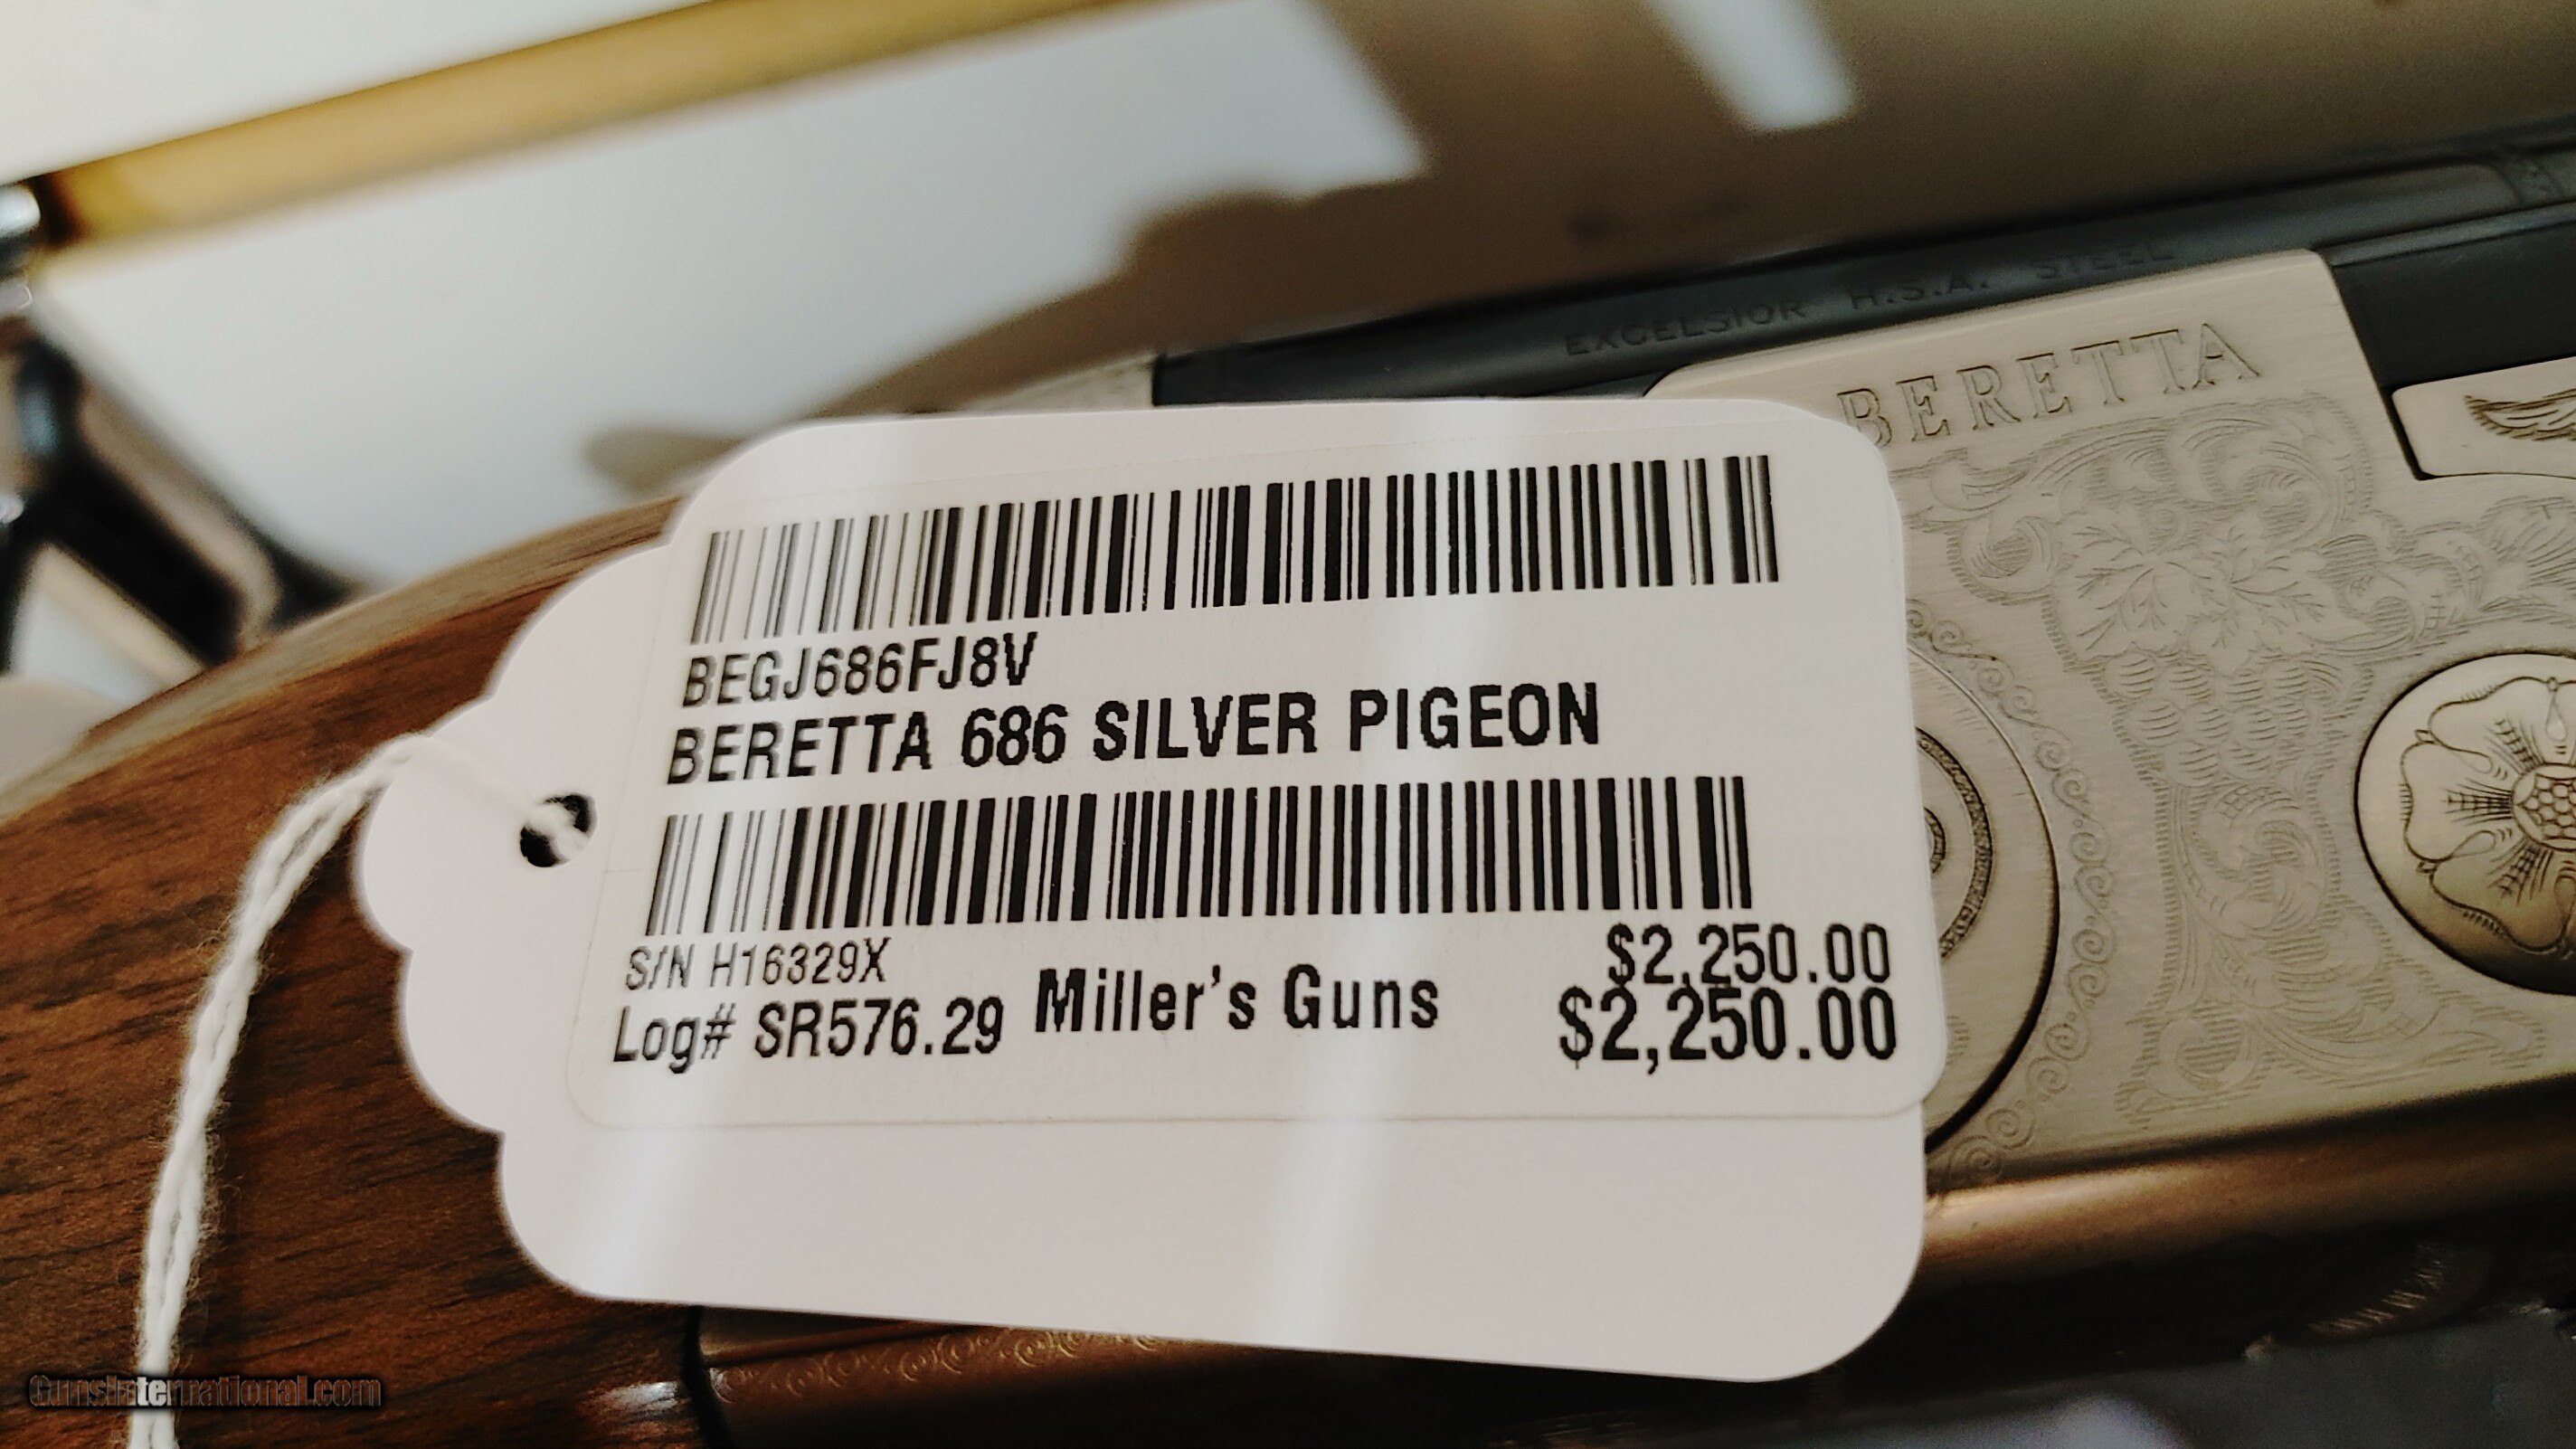 EXCELSIOR H.S.A. STEEL
BERETTA
BEGJ686FJ8V
BERETTA 686 SILVER PIGEON
S/N H16329X
$2,250.00
Log# SR576.29
Miller's Guns
$2,250.00
GunsInternational.com